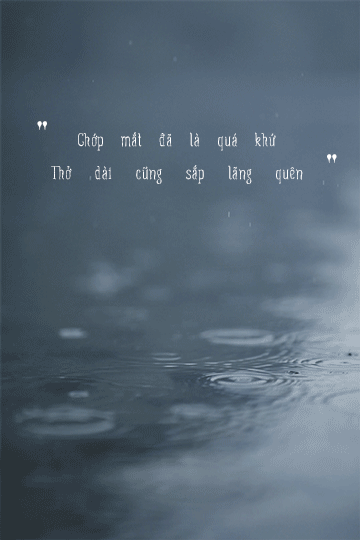 " Chớp mắt đã là quá khứ
Thở dài cũng sắp lãng quên "